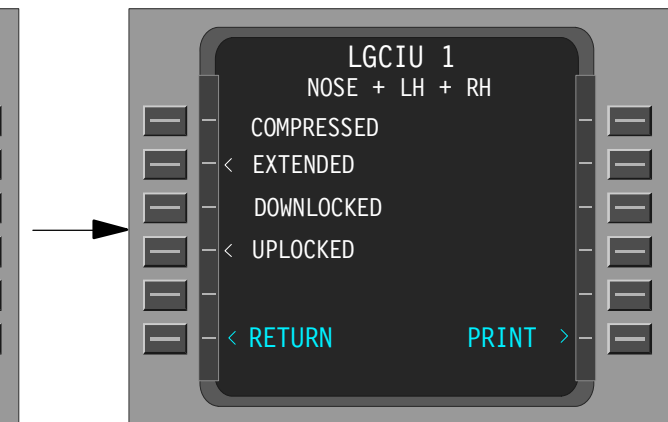 LGCIU 1
NOSE + LH + RH
COMPRESSED
< EXTENDED
DOWNLOCKED
< UPLOCKED
< RETURN PRINT >